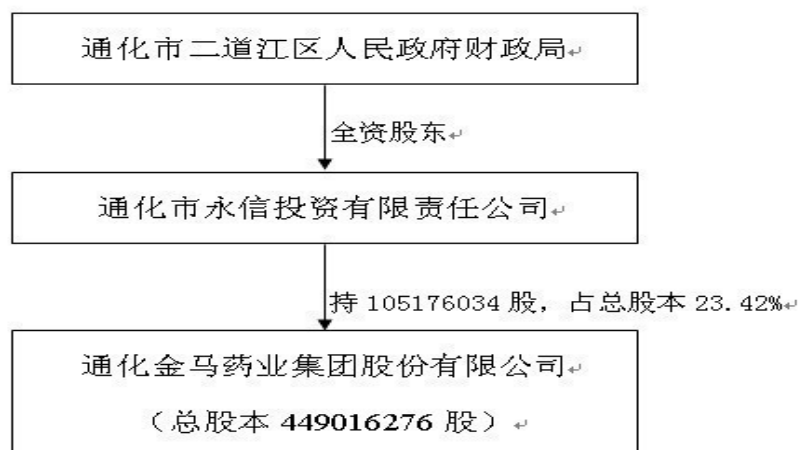 通化市二道江区人民政府财政局
全资股东
通化市永信投资有限责任公司
持 105176034 股，占总股本 23.42%
通化金马药业集团股份有限公司
（总股本 449016276 股）